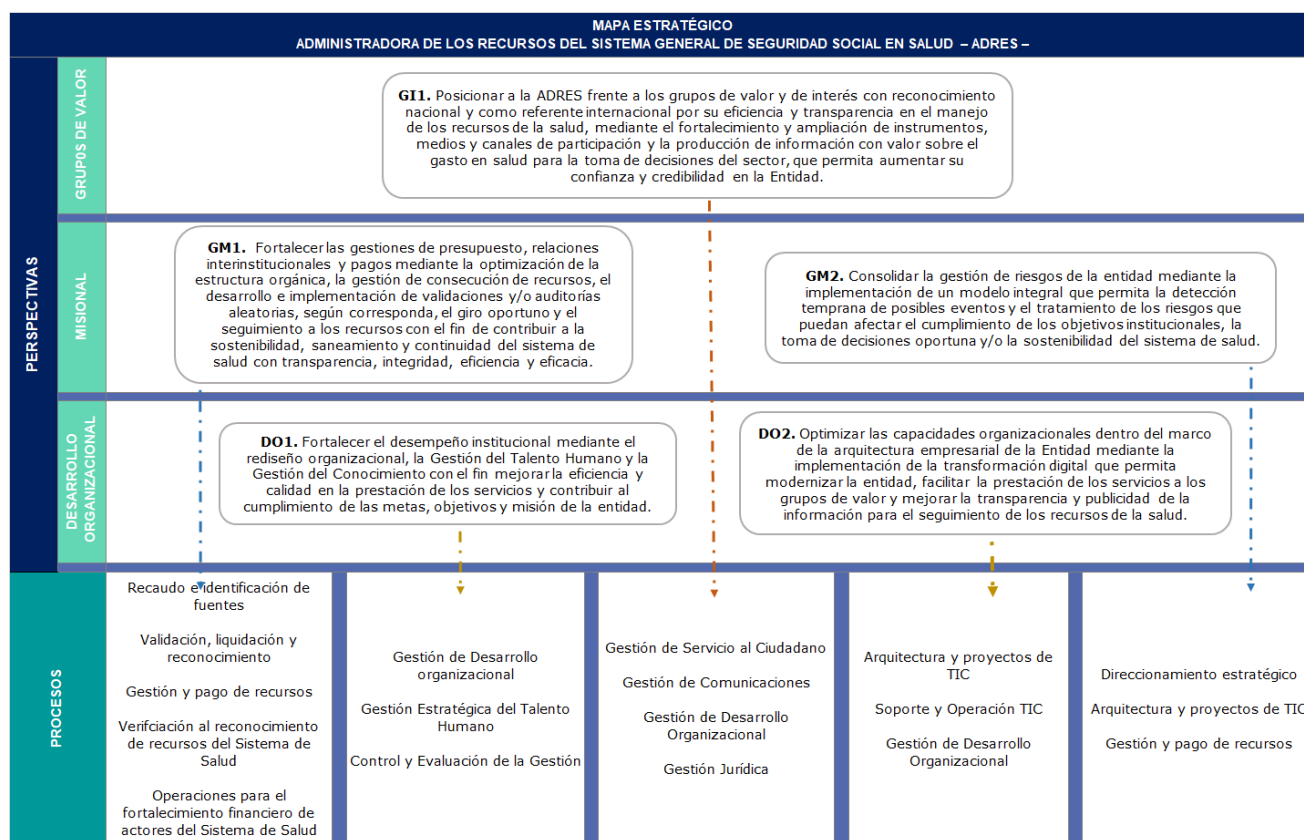 MAPA ESTRATÉGICO
ADMINISTRADORA DE LOS RECURSOS DEL SISTEMA GENERAL DE SEGURIDAD SOCIAL EN SALUD – ADRES –
PERSPECTIVAS
GRUP0S DE VALOR
GI1. Posicionar a la ADRES frente a los grupos de valor y de interés con reconocimiento
nacional y como referente internacional por su eficiencia y transparencia en el manejo
de los recursos de la salud, mediante el fortalecimiento y ampliación de instrumentos,
medios y canales de participación y la producción de información con valor sobre el
gasto en salud para la toma de decisiones del sector, que permita aumentar su
confianza y credibilidad en la Entidad.
MISIONAL
GM1. Fortalecer las gestiones de presupuesto, relaciones
interinstitucionales y pagos mediante la optimización de la
estructura orgánica, la gestión de consecución de recursos, el
desarrollo e implementación de validaciones y/o auditorías
aleatorias, según corresponda, el giro oportuno y el
seguimiento a los recursos con el fin de contribuir a la
sostenibilidad, saneamiento y continuidad del sistema de
salud con transparencia, integridad, eficiencia y eficacia.
GM2. Consolidar la gestión de riesgos de la entidad mediante la
implementación de un modelo integral que permita la detección
temprana de posibles eventos y el tratamiento de los riesgos que
puedan afectar el cumplimiento de los objetivos institucionales, la
toma de decisiones oportuna y/o la sostenibilidad del sistema de salud.
DESARROLLO
ORGANIZACIONAL
DO1. Fortalecer el desempeño institucional mediante el
rediseño organizacional, la Gestión del Talento Humano y la
Gestión del Conocimiento con el fin mejorar la eficiencia y
calidad en la prestación de los servicios y contribuir al
cumplimiento de las metas, objetivos y misión de la entidad.
DO2. Optimizar las capacidades organizacionales dentro del marco
de la arquitectura empresarial de la Entidad mediante la
implementación de la transformación digital que permita
modernizar la entidad, facilitar la prestación de los servicios a los
grupos de valor y mejorar la transparencia y publicidad de la
información para el seguimiento de los recursos de la salud.
PROCESOS
Recaudo e identificación de
fuentes
Validación, liquidación y
reconocimiento
Gestión y pago de recursos
Verifciación al reconocimiento
de recursos del Sistema de
Salud
Operaciones para el
fortalecimiento financiero de
actores del Sistema de Salud
Gestión de Desarrollo
organizacional
Gestión Estratégica del Talento
Humano
Control y Evaluación de la Gestión
Gestión de Servicio al Ciudadano
Gestión de Comunicaciones
Gestión de Desarrollo
Organizacional
Gestión Jurídica
Arquitectura y proyectos de
TIC
Soporte y Operación TIC
Gestión de Desarrollo
Organizacional
Direccionamiento estratégico
Arquitectura y proyectos de TIC
Gestión y pago de recursos